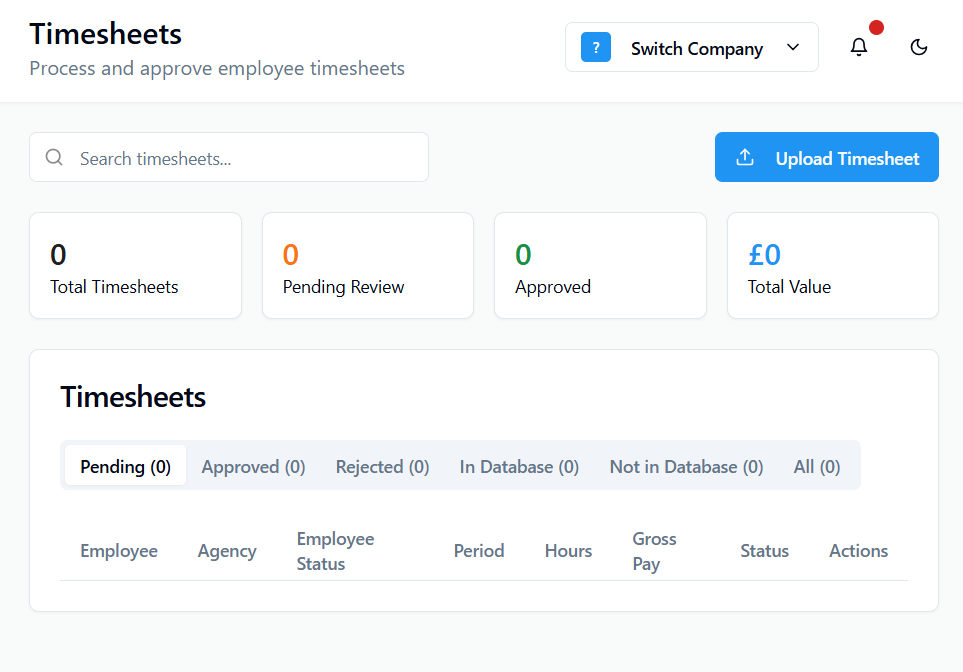 Timesheets
Process and approve employee timesheets
?
Switch Company
Search timesheets...
Upload Timesheet
0
Total Timesheets
0
Pending Review
0
Approved
£0
Total Value
Timesheets
Pending (0)
Approved (0)
Rejected (0)
In Database (0)
Not in Database (0)
All (0)
Employee
Agency
Employee
Status
Period
Hours
Gross
Pay
Status
Actions